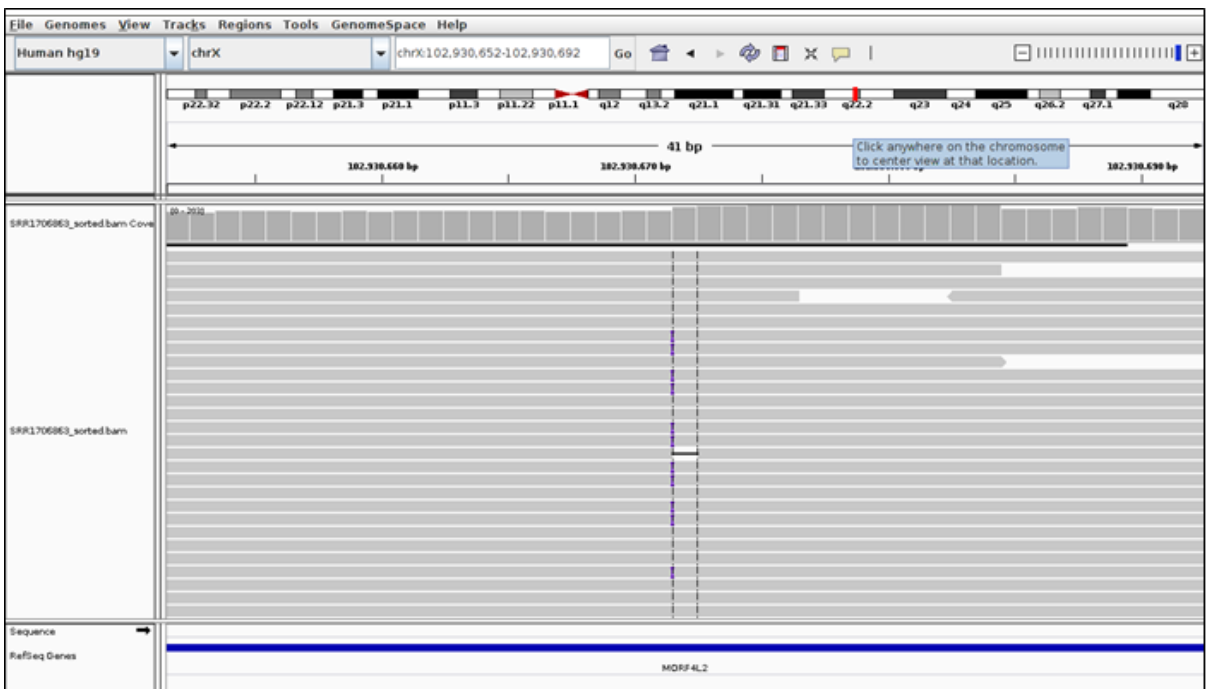 File Genomes View Tracks Regions Tools GenomeSpace Help
Human hg19 chrX chrX:102,930,652-102,930,692 Go
p22.32 p22.2 p22.12 p21.3 p21.1 p11.3 p11.22 p11.1 q12 q13.2 q21.1 q21.31 q21.33 q22.2 q23 q24 q25 q26.2 q27.1 q28
41 bp
Click anywhere on the chromosome
to center view at that location.
102.930.660 bp 102.930.670 bp 102.930.690 bp
SRR1706863_sorted.bam Cove
SRR1706863_sorted.bam
Sequence
RefSeq Genes
MORF4L2